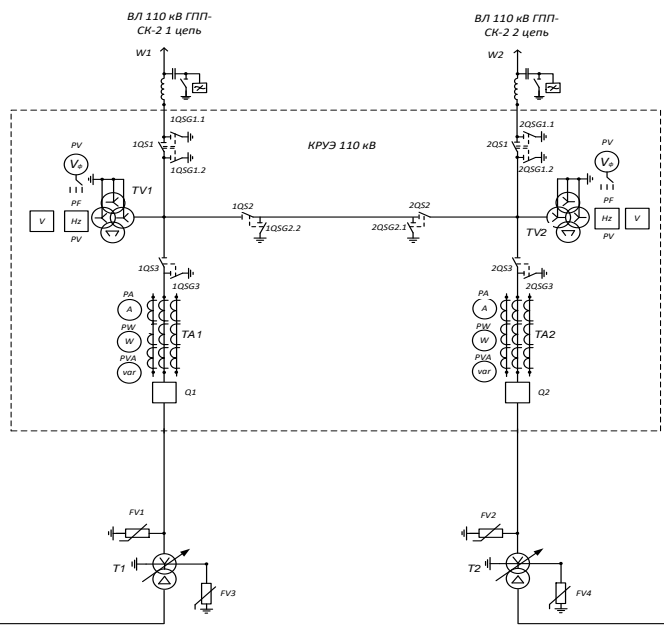 ВЛ 110 кВ ГПП-
СК-2 1 цепь
ВЛ 110 кВ ГПП-
СК-2 2 цепь
W1
W2
1QSG1.1
2QSG1.1
1QS1
2QS1
КРУЭ 110 кВ
1QSG1.2
2QSG1.2
PV
Vф
PV
Vф
TV1
TV2
PF
V
Hz
PV
PF
Hz
V
PV
1QS2
1QSG2.2
2QS2
2QSG2.1
1QS3
1QSG3
2QS3
2QSG3
PA
A
PW
W
PVA
var
TA1
PA
A
PW
W
PVA
var
TA2
Q1
Q2
FV1
FV2
T1
T2
FV3
FV4